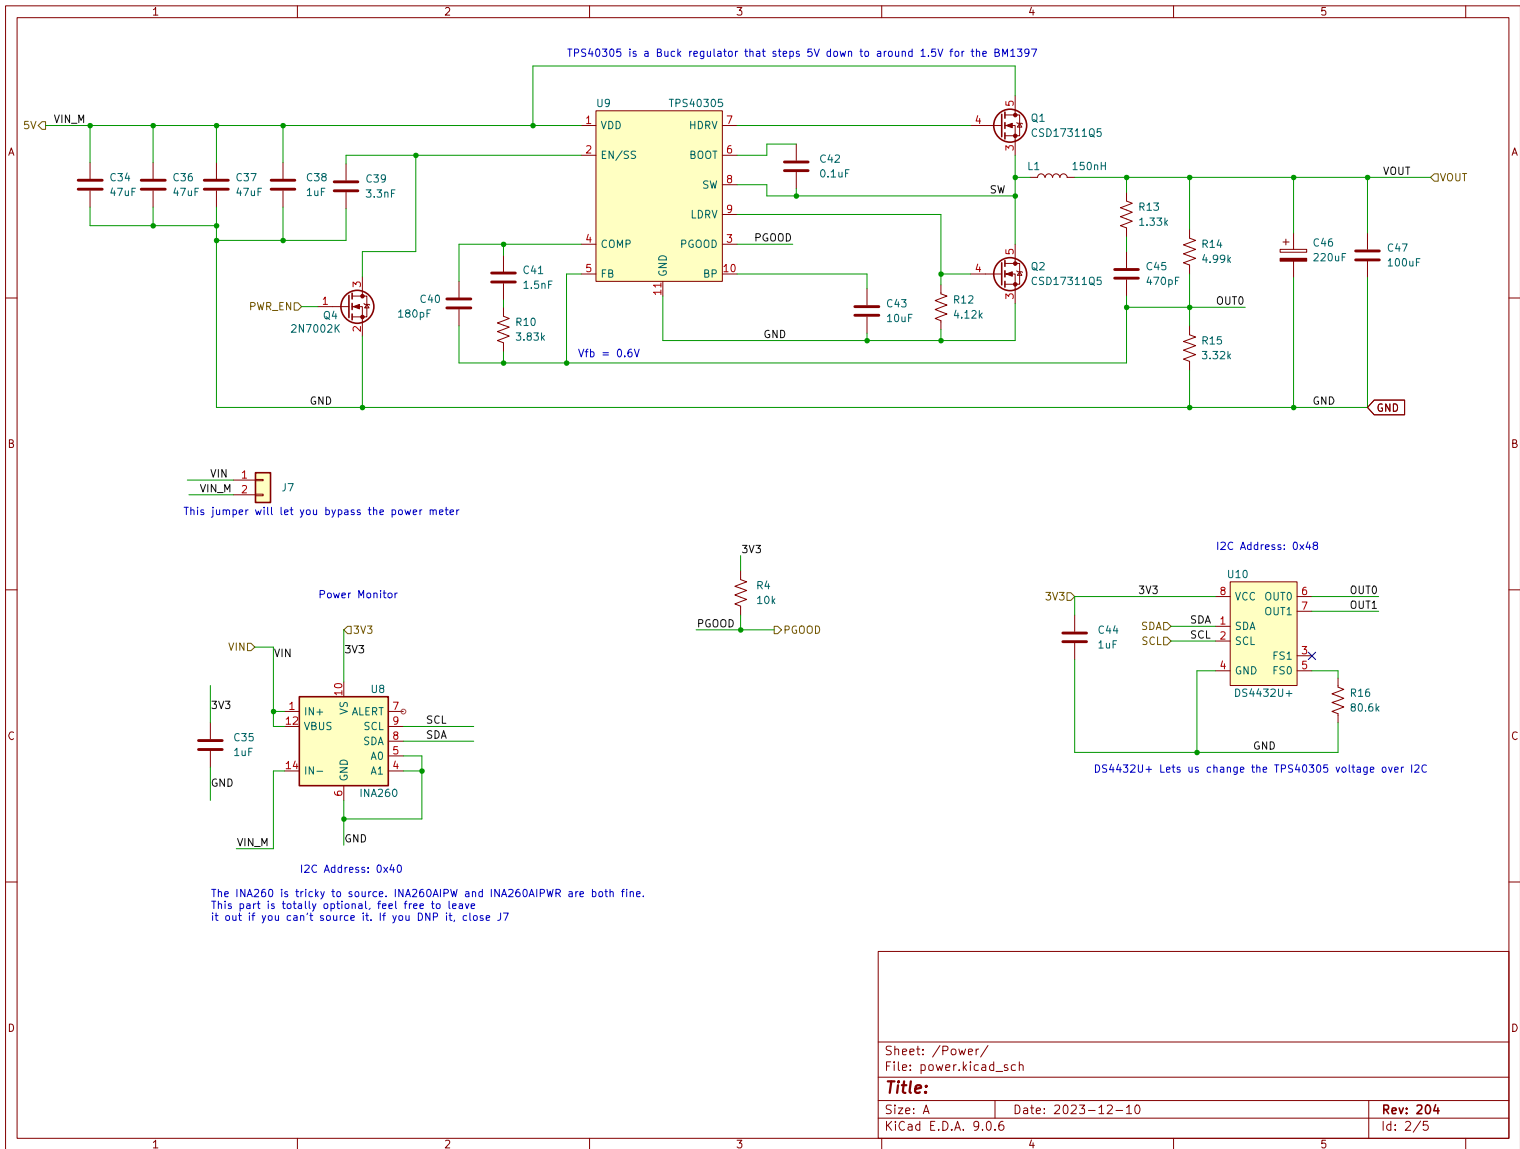 1 2 3 4 5
TPS40305 is a Buck regulator that steps 5V down to around 1.5V for the BM1397
A
A
5V
VIN_M
U9
TPS40305
1 VDD
2 EN/SS
4 COMP
5 FB
HDRV 7
BOOT 6
SW 8
LDRV 9
PGOOD 3
BP 10
GND
11
PGOOD
C34
47uF
C36
47uF
C37
47uF
C38
1uF
C39
3.3nF
C42
0.1uF
5
4
3
Q1
CSD17311Q5
L1 150nH
SW
VOUT
VOUT
R13
1.33k
R14
4.99k
C45
470pF
C46
+
220uF
C47
100uF
5
4
3
Q2
CSD17311Q5
R12
4.12k
C43
10uF
GND
OUT0
R15
3.32k
PWR_EN
1
3
2
Q4
2N7002K
C40
180pF
C41
1.5nF
R10
3.83k
Vfb = 0.6V
GND
GND
GND
B
B
VIN 1
VIN_M 2
J7
This jumper will let you bypass the power meter
Power Monitor
3V3
3V3
VIN
VIN
3V3
C35
1uF
GND
U8
10
VS
1 IN+
12 VBUS
14 IN-
ALERT 7
SCL 9
SDA 8
A0 5
A1 4
GND
6
INA260
SCL
SDA
VIN_M
GND
I2C Address: 0x40
The INA260 is tricky to source. INA260AIPW and INA260AIPWR are both fine.
This part is totally optional, feel free to leave
it out if you can't source it. If you DNP it, close J7
3V3
R4
10k
PGOOD
PGOOD
I2C Address: 0x48
U10
3V3
3V3
8 VCC
1 SDA
2 SCL
4 GND
OUT0 6
OUT1 7
FS1 3
FS0 5
DS4432U+
OUT0
OUT1
SDA
SDA
SCL
SCL
C44
1uF
R16
80.6k
GND
DS4432U+ Lets us change the TPS40305 voltage over I2C
C
C
D
D
Sheet: /Power/
File: power.kicad_sch
Title:
Size: A
Date: 2023-12-10
Rev: 204
KiCad E.D.A. 9.0.6
Id: 2/5
1 2 3 4 5